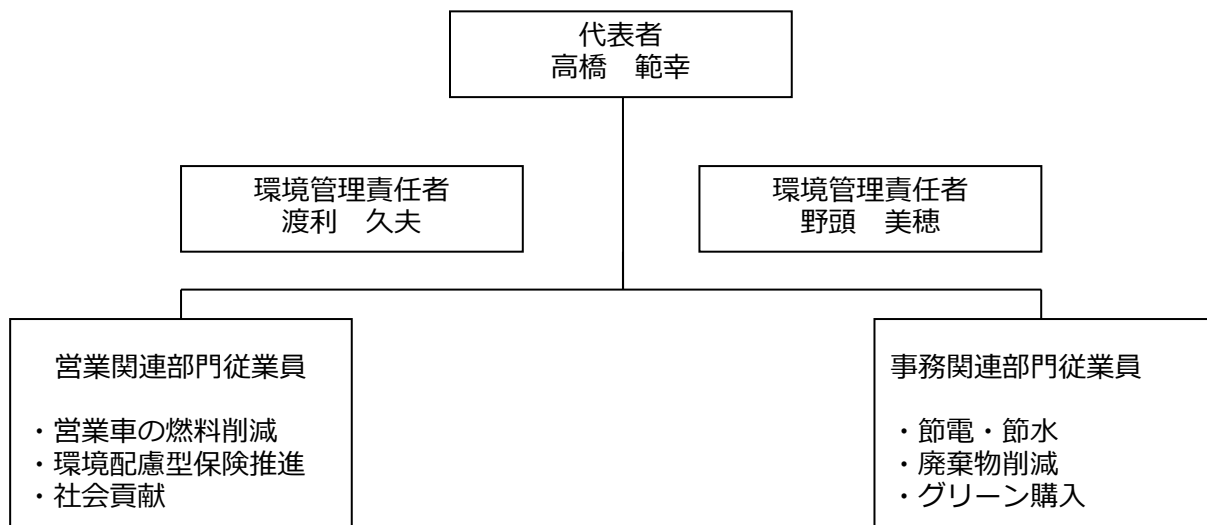 代表者
高橋　範幸
環境管理責任者
渡利　久夫
環境管理責任者
野頭　美穂
営業関連部門従業員
・営業車の燃料削減
・環境配慮型保険推進
・社会貢献
事務関連部門従業員
・節電・節水
・廃棄物削減
・グリーン購入